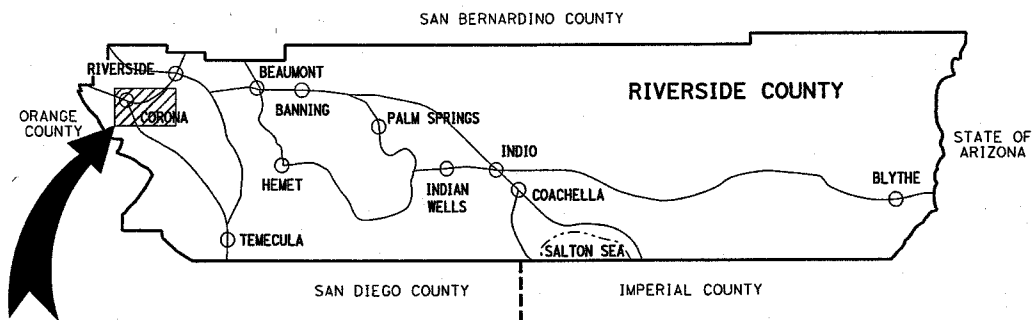 SAN BERNARDINO COUNTY
RIVERSIDE
BEAUMONT
RIVERSIDE COUNTY
BANNING
ORANGE
COUNTY
CORONA
PALM SPRINGS
STATE OF
ARIZONA
INDIO
HEMET
INDIAN
WELLS
COACHELLA
BLYTHE
TEMECULA
SALTON SEA
SAN DIEGO COUNTY
IMPERIAL COUNTY